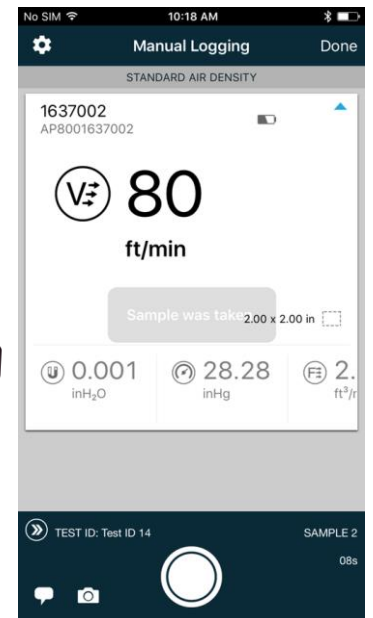 No SIM 10:18 AM
Manual Logging Done
STANDARD AIR DENSITY
1637002
AP8001637002
V 80
ft/min
Sample was taken
2.00 x 2.00 in
0.001 28.28 2.
inH₂O inHg ft³/
TEST ID: Test ID 14 SAMPLE 2
08s